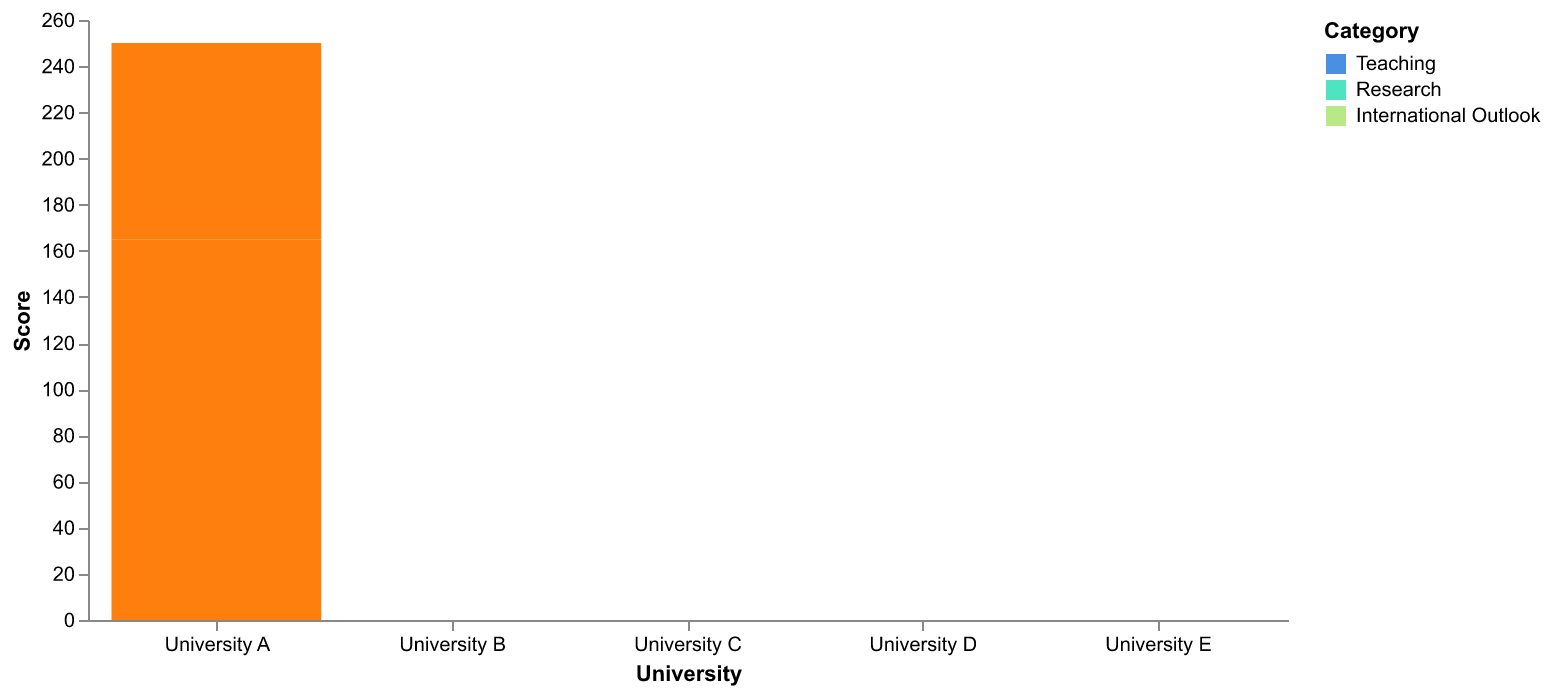 260
240
220
200
180
160
140
120
100
80
60
40
20
0
Score
University A
University B
University C
University D
University E
University
Category
Teaching
Research
International Outlook